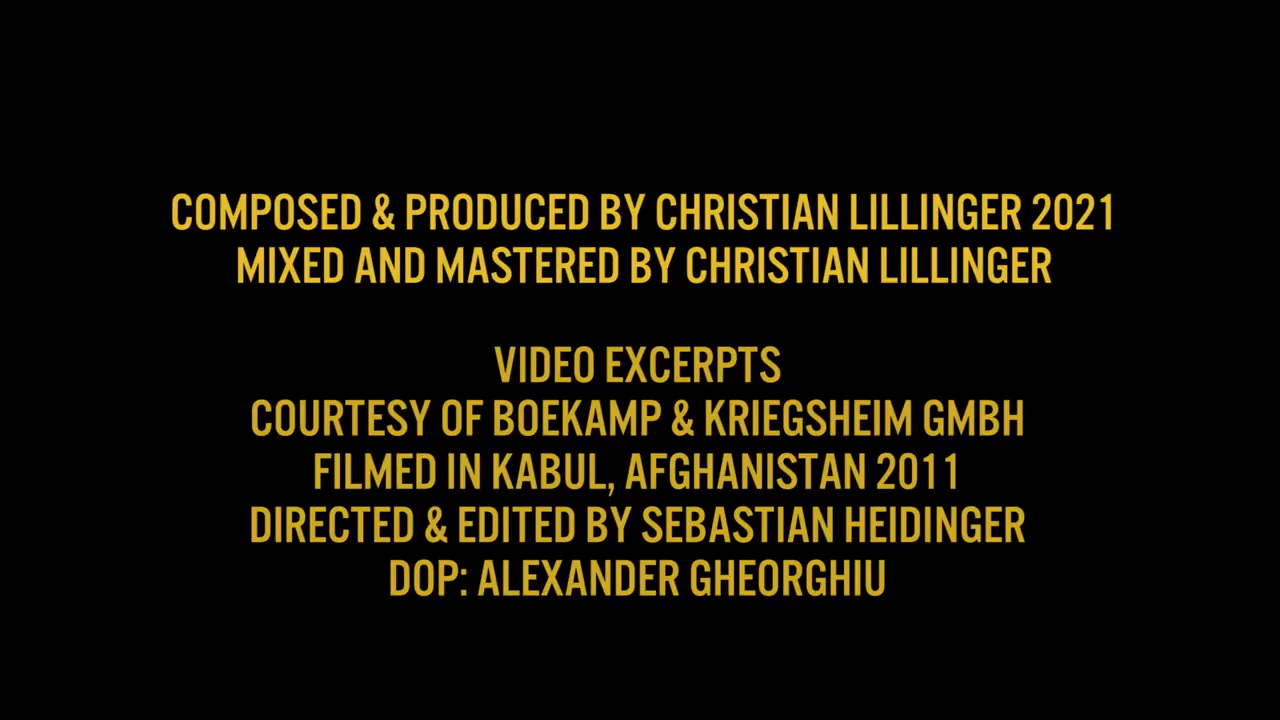 COMPOSED & PRODUCED BY CHRISTIAN LILLINGER 2021
MIXED AND MASTERED BY CHRISTIAN LILLINGER
VIDEO EXCERPTS
COURTESY OF BOEKAMP & KRIEGSHEIM GMBH
FILMED IN KABUL, AFGHANISTAN 2011
DIRECTED & EDITED BY SEBASTIAN HEIDINGER
DOP: ALEXANDER GHEORGHIU